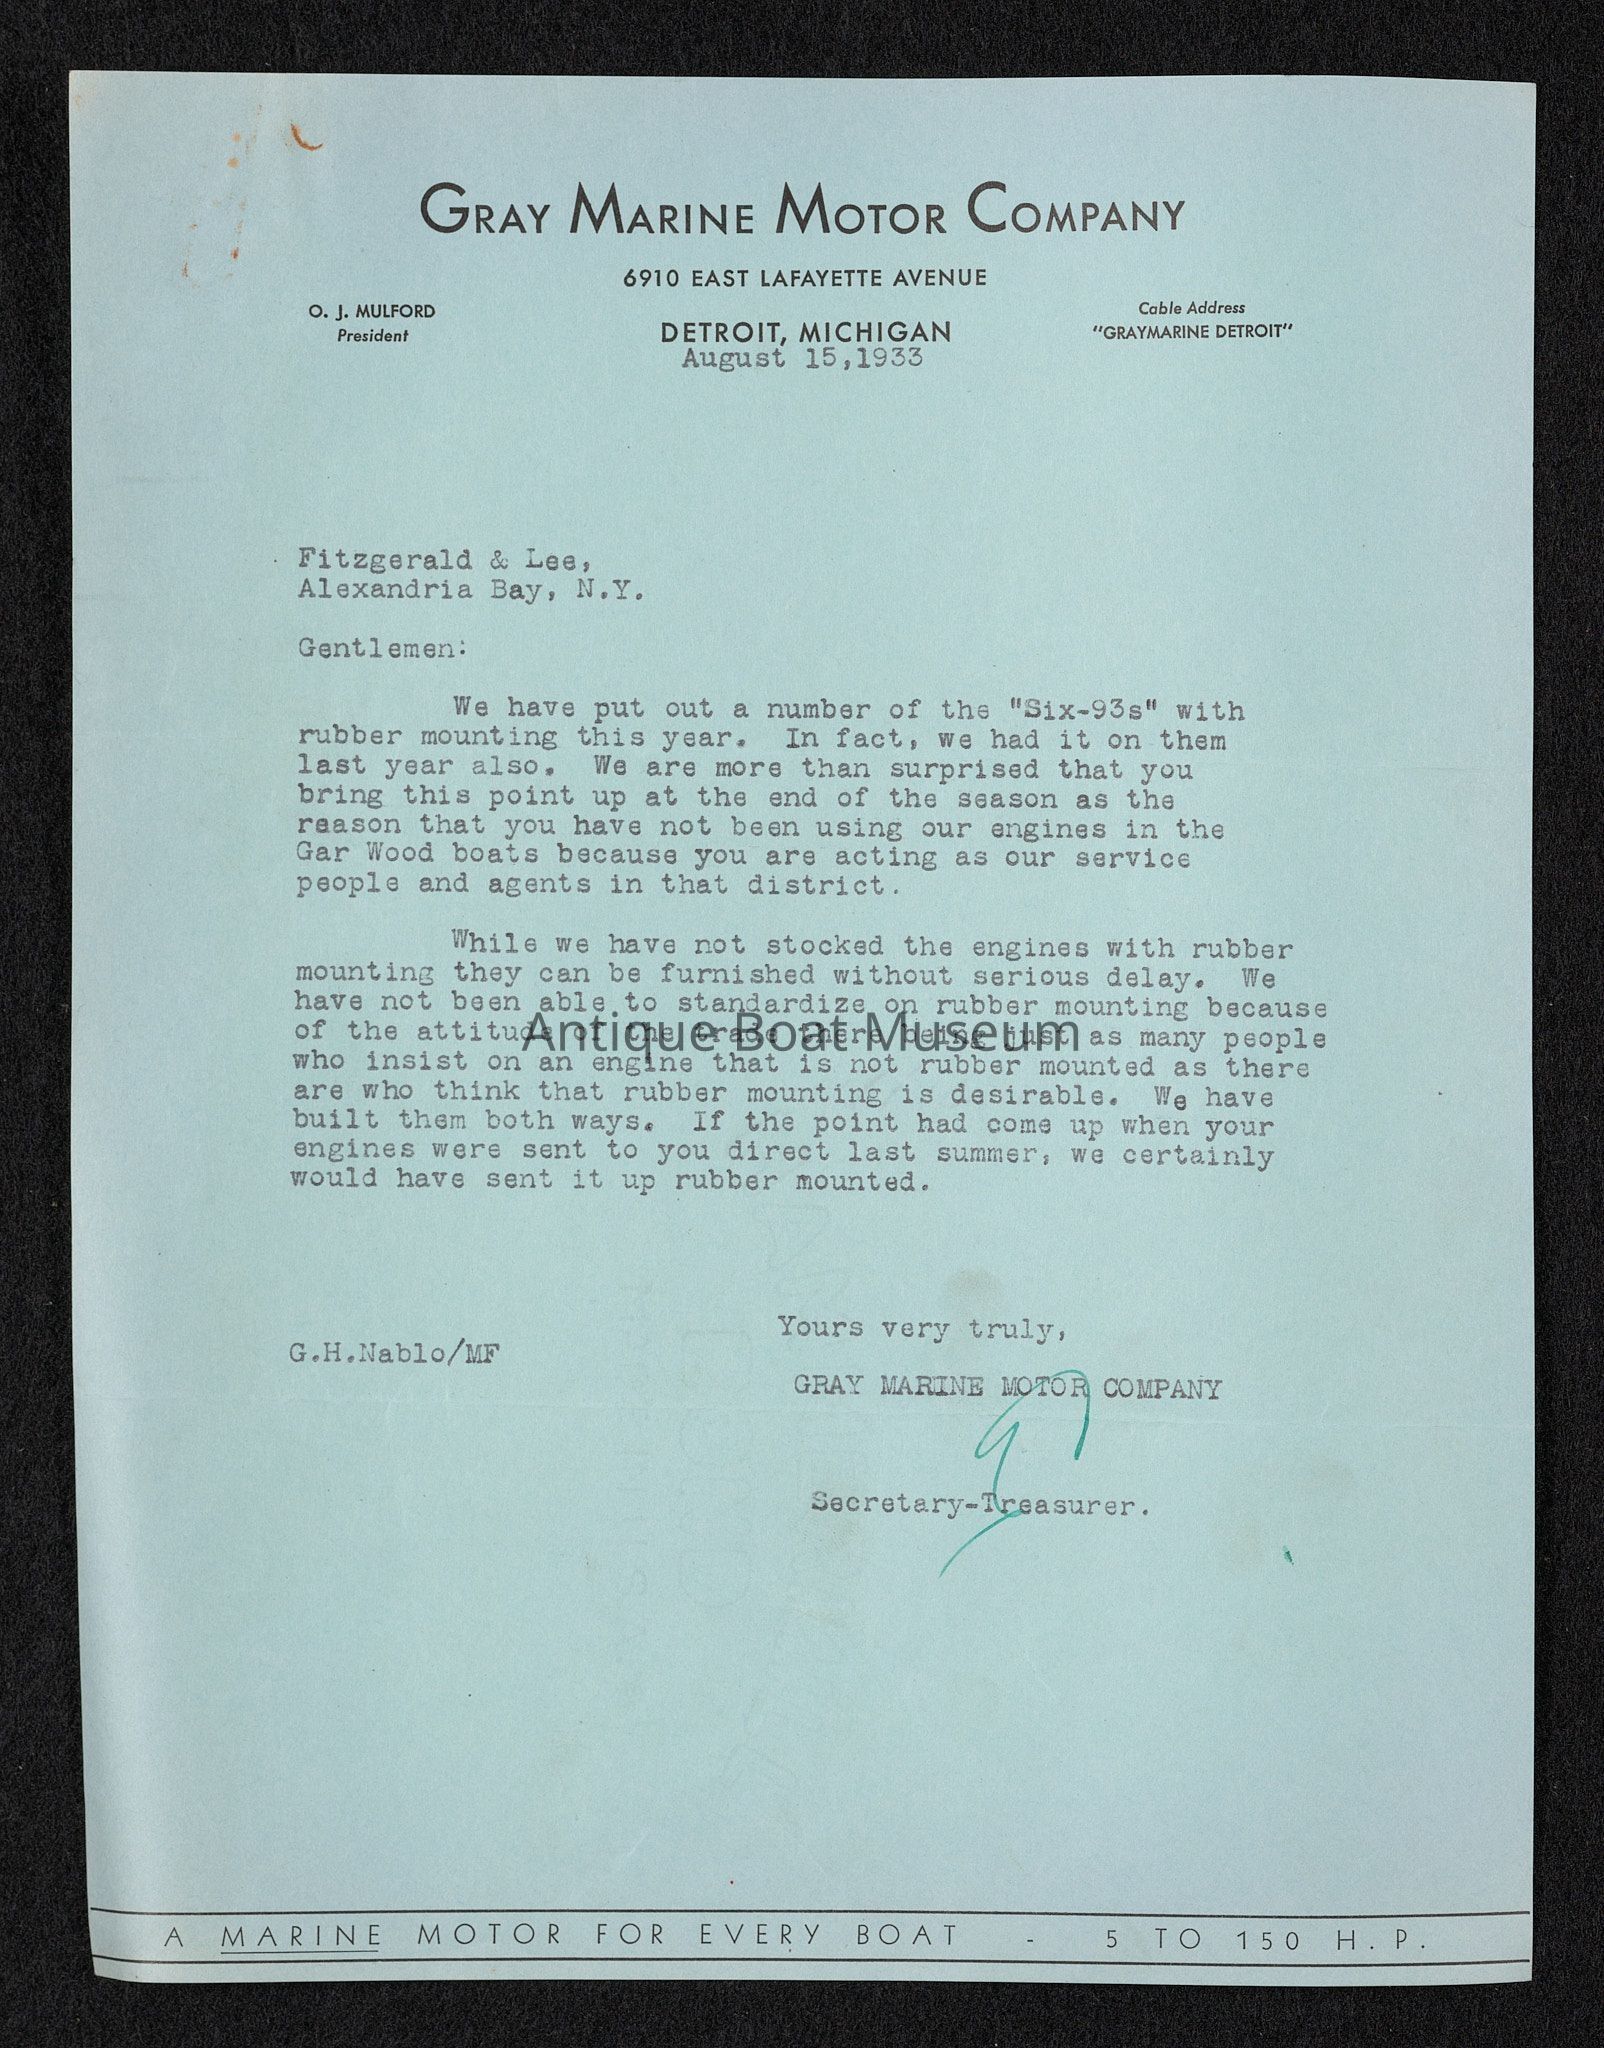 GRAY MARINE MOTOR COMPANY
6910 EAST LAFAYETTE AVENUE
O. J. MULFORD
President
Cable Address
"GRAYMARINE DETROIT"
DETROIT, MICHIGAN
August 15,1933
Fitzgerald & Lee,
Alexandria Bay, N.Y.
Gentlemen:
We have put out a number of the "Six-93s" with
rubber mounting this year. In fact, we had it on them
last year also. We are more than surprised that you
bring this point up at the end of the season as the
reason that you have not been using our engines in the
Gar Wood boats because you are acting as our service
people and agents in that district.
While we have not stocked the engines with rubber
mounting they can be furnished without serious delay. We
have not been able to standardize on rubber mounting because
of the attitude of the trade there being just as many people
Antique Boat Museum
who insist on an engine that is not rubber mounted as there
are who think that rubber mounting is desirable. We have
built them both ways. If the point had come up when your
engines were sent to you direct last summer, we certainly
would have sent it up rubber mounted.
Yours very truly,
G.H.Nablo/MF
GRAY MARINE MOTOR COMPANY
Secretary-Treasurer.
A MARINE MOTOR FOR EVERY BOAT - 5 TO 150 H.P.